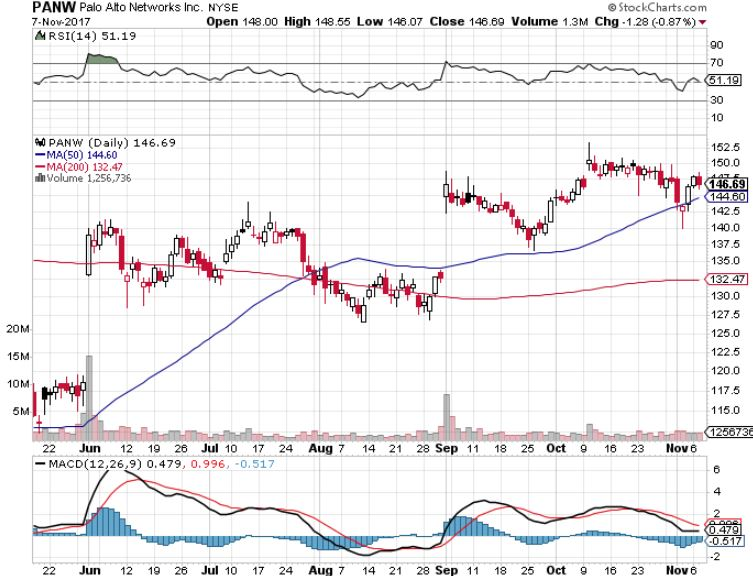 PANW Palo Alto Networks Inc. NYSE © StockCharts.com
7-Nov-2017 Open 148.00 High 148.55 Low 146.07 Close 146.69 Volume 1.3M Chg -1.28 (-0.87%)
RSI(14) 51.19
90
70
51.19
30
10
PANW (Daily) 146.69
MA(50) 144.60
MA(200) 132.47
Volume 1,256,736
152.5
150.0
147.5
146.69
144.60
142.5
140.0
137.5
135.0
132.47
130.0
127.5
125.0
122.5
120.0
117.5
115.0
20M
15M
10M
5M
1256736
22 Jun 12 19 26 Jul 10 17 24 Aug 7 14 21 28 Sep 11 18 25 Oct 9 16 23 Nov 6
MACD(12,26,9) 0.479, 0.996, -0.517
6
4
2
0.996
0.479
-0.517
-2
22 Jun 12 19 26 Jul 10 17 24 Aug 7 14 21 28 Sep 11 18 25 Oct 9 16 23 Nov 6